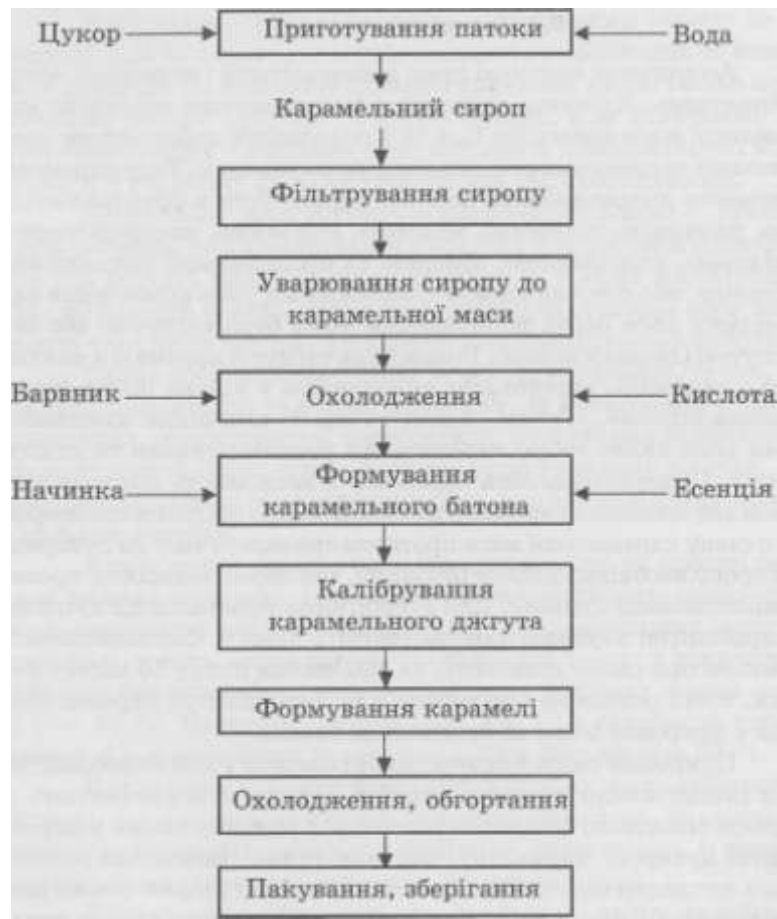 Цукор
Приготування патоки
Вода
Карамельний сироп
Фільтрування сиропу
Уварювання сиропу до
карамельної маси
Барвник
Охолодження
Кислота
Начинка
Формування
карамельного батона
Есенція
Калібрування
карамельного джгута
Формування карамелі
Охолодження, обгортання
Пакування, зберігання